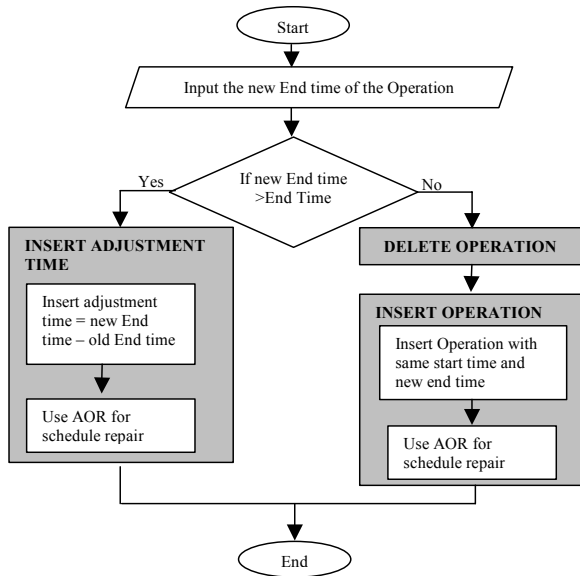 Start
Input the new End time of the Operation
If new End time
>End Time
Yes
No
INSERT ADJUSTMENT
TIME
Insert adjustment
time = new End
time – old End time
Use AOR for
schedule repair
DELETE OPERATION
INSERT OPERATION
Insert Operation with
same start time and
new end time
Use AOR for
schedule repair
End